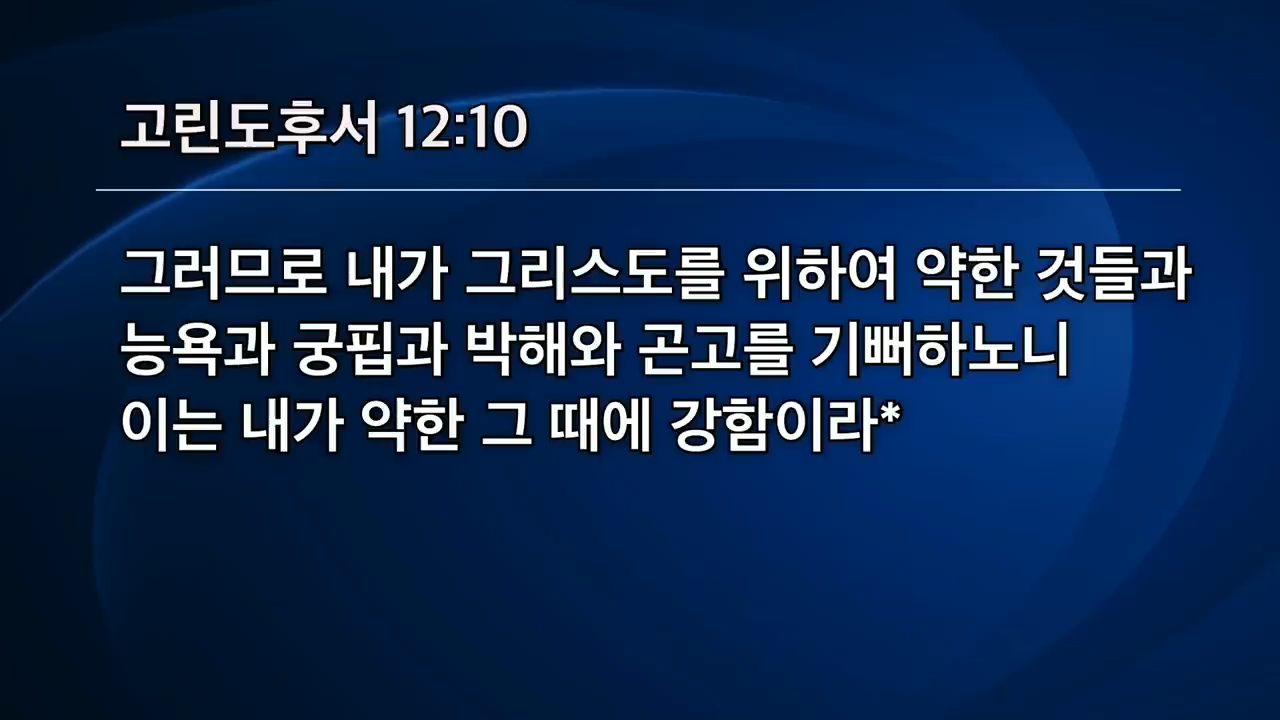 고린도후서 12:10
그러므로 내가 그리스도를 위하여 약한 것들과
능욕과 궁핍과 박해와 곤고를 기뻐하노니
이는 내가 약한 그 때에 강함이라*